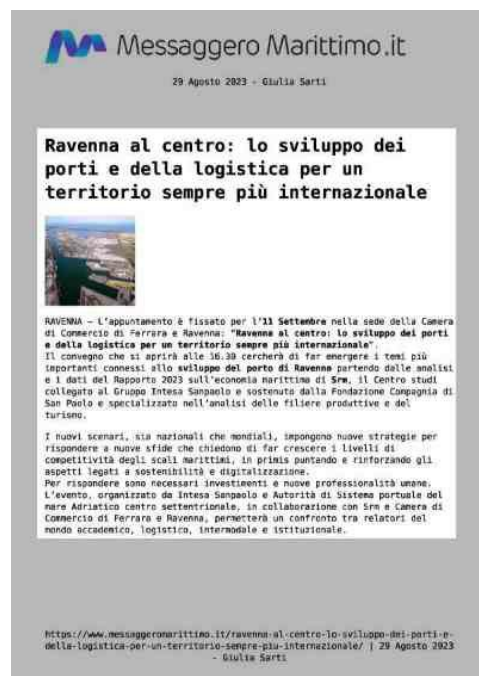 Messaggero Marittimo.it
29 Agosto 2023 - Giulia Sarti
Ravenna al centro: lo sviluppo dei
porti e della logistica per un
territorio sempre più internazionale
RAVENNA – L'appuntamento è fissato per l'11 Settembre nella sede della Camera
di Commercio di Ferrara e Ravenna: "Ravenna al centro: lo sviluppo dei porti
e della logistica per un territorio sempre più internazionale".
Il convegno che si aprirà alle 16.30 cercherà di far emergere i temi più
importanti connessi allo sviluppo del porto di Ravenna partendo dalle analisi
e i dati del Rapporto 2023 sull'economia marittima di Srm, il Centro studi
collegato al Gruppo Intesa Sanpaolo e sostenuto dalla Fondazione Compagnia di
San Paolo e specializzato nell'analisi delle filiere produttive e del
turismo.
I nuovi scenari, sia nazionali che mondiali, impongono nuove strategie per
rispondere a nuove sfide che chiedono di far crescere i livelli di
competitività degli scali marittimi, in primis puntando e rinforzando gli
aspetti legati a sostenibilità e digitalizzazione.
Per rispondere sono necessari investimenti e nuove professionalità umane.
L'evento, organizzato da Intesa Sanpaolo e Autorità di Sistema portuale del
mare Adriatico centro settentrionale, in collaborazione con Srm e Camera di
Commercio di Ferrara e Ravenna, permetterà un confronto tra relatori del
mondo accademico, logistico, intermodale e istituzionale.
https://www.messaggeromarittimo.it/ravenna-al-centro-lo-sviluppo-dei-porti-e-
della-logistica-per-un-territorio-sempre-piu-internazionale/ | 29 Agosto 2023
- Giulia Sarti